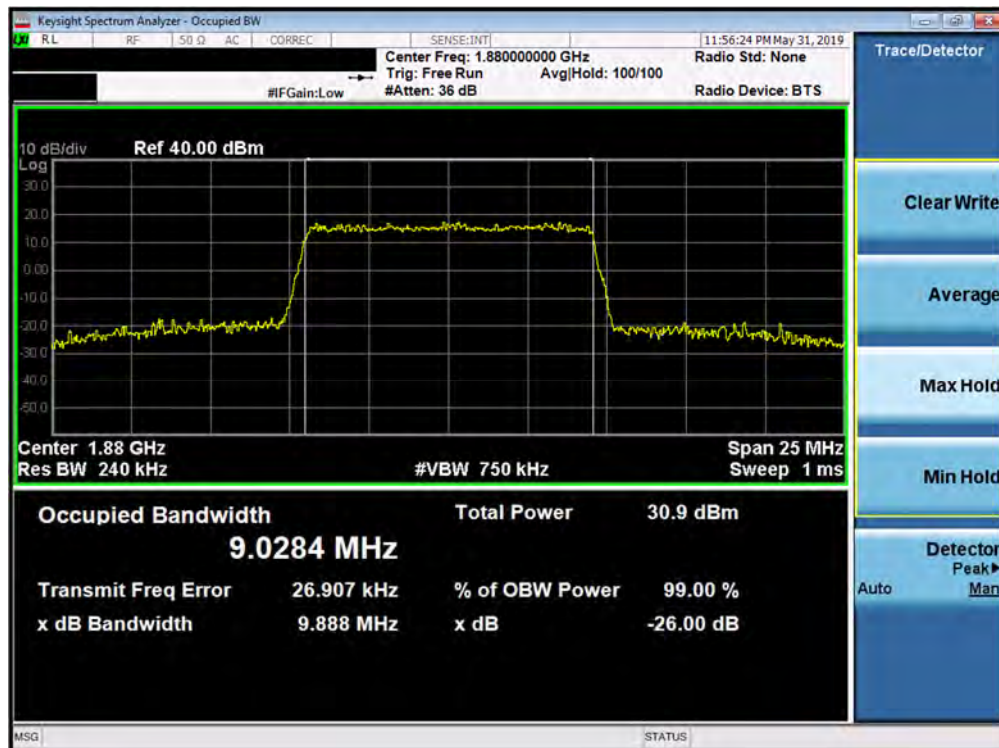 Keysight Spectrum Analyzer - Occupied BW
LXI RL RF 50 Ω AC CORREC SENSE:INT 11:56:24 PM May 31, 2019
Center Freq: 1.880000000 GHz Radio Std: None
Trig: Free Run Avg|Hold: 100/100
#IFGain:Low #Atten: 36 dB Radio Device: BTS
10 dB/div Ref 40.00 dBm
Log
30.0
20.0
10.0
0.00
-10.0
-20.0
-30.0
-40.0
-50.0
Center 1.88 GHz Span 25 MHz
Res BW 240 kHz #VBW 750 kHz Sweep 1 ms
Occupied Bandwidth Total Power 30.9 dBm
9.0284 MHz
Transmit Freq Error 26.907 kHz % of OBW Power 99.00 %
x dB Bandwidth 9.888 MHz x dB -26.00 dB
MSG STATUS
Trace/Detector
Clear Write
Average
Max Hold
Min Hold
Detector
Peak▶
Auto Man